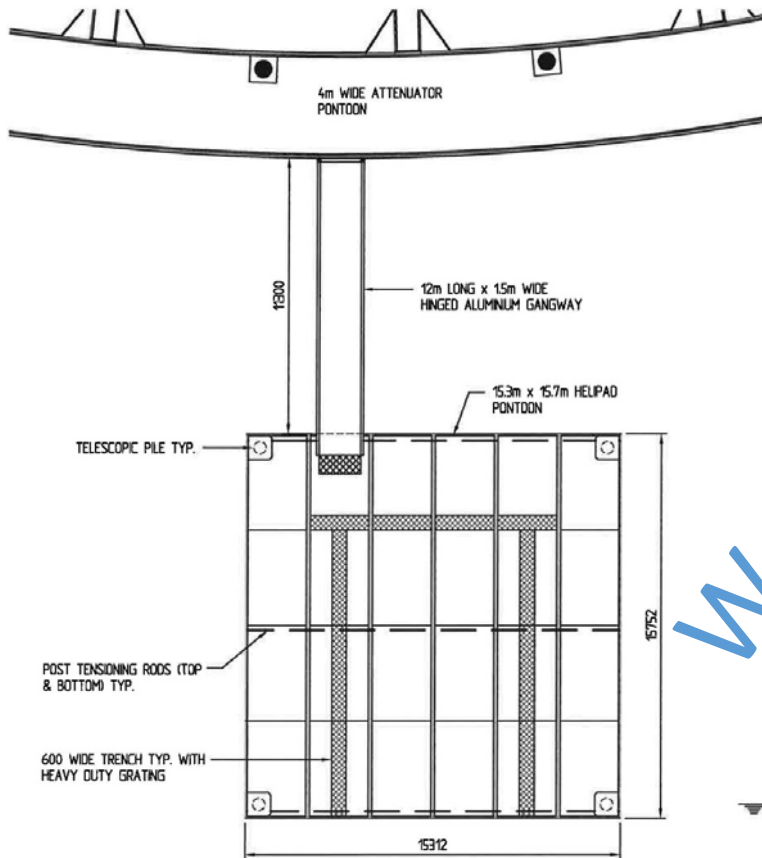 4m WIDE ATTENUATOR
PONTOON
11300
12m LONG x 1.5m WIDE
HINGED ALUMINIUM GANGWAY
15.3m x 15.7m HELIPAD
PONTOON
TELESCOPIC PILE TYP.
15752
POST TENSIONING RODS (TOP
& BOTTOM) TYP.
600 WIDE TRENCH TYP. WITH
HEAVY DUTY GRATING
15312
W